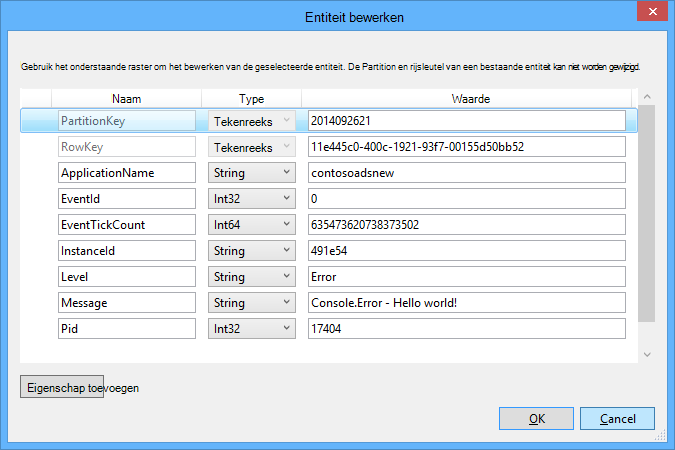 Entiteit bewerken
Gebruik het onderstaande raster om het bewerken van de geselecteerde entiteit. De Partition en rijsleutel van een bestaande entiteit kan niet worden gewijzigd.
Naam Type Waarde
PartitionKey Tekenreeks 2014092621
RowKey Tekenreeks 11e445c0-400c-1921-93f7-00155d50bb52
ApplicationName String contosoadsnew
EventId Int32 0
EventTickCount Int64 635473620738373502
InstanceId String 491e54
Level String Error
Message String Console.Error - Hello world!
Pid Int32 17404
Eigenschap toevoegen
OK Cancel